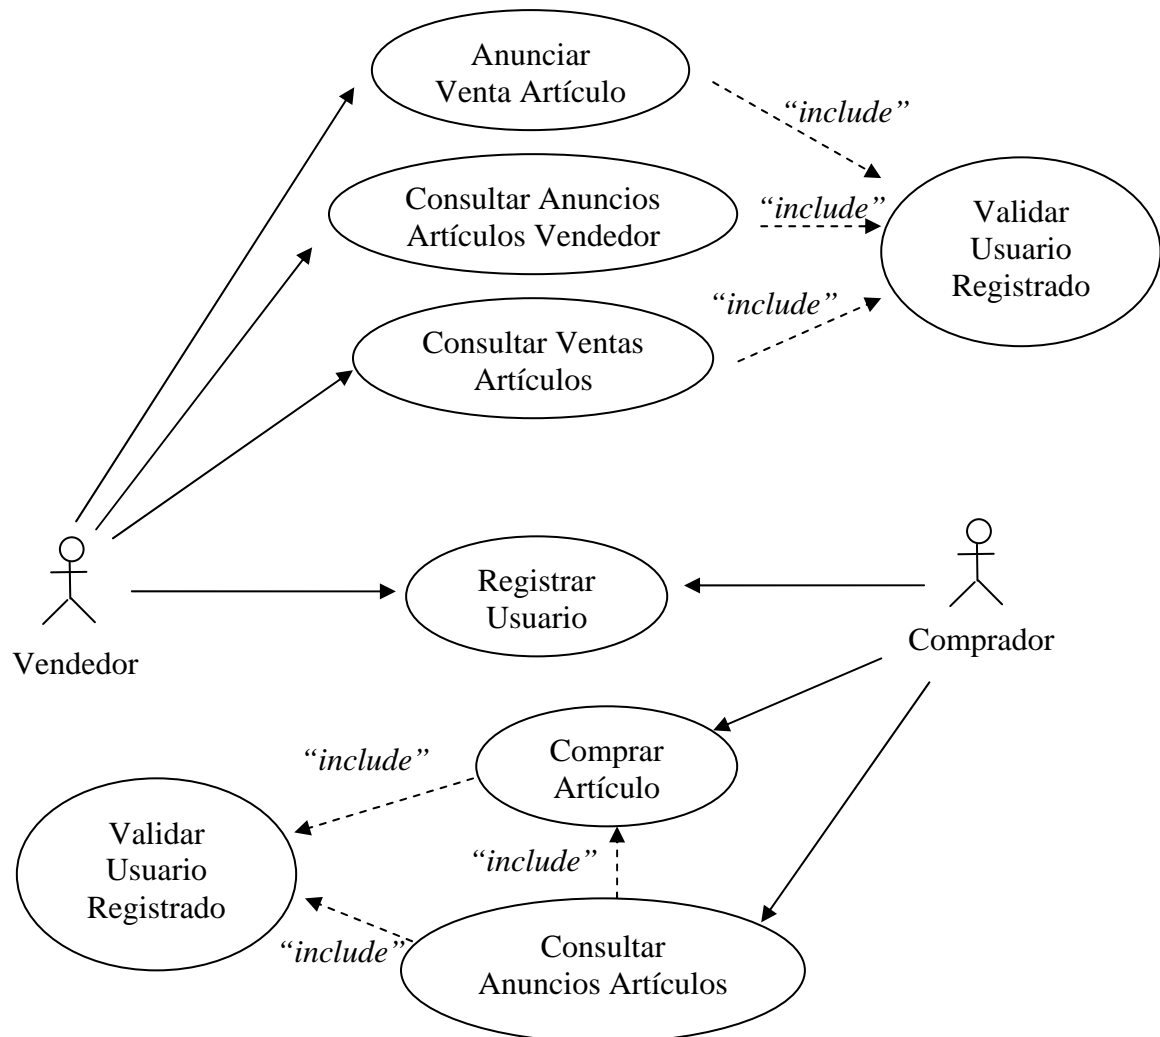 Anunciar
Venta Artículo
“include”
Consultar Anuncios
Artículos Vendedor
“include”
Validar
Usuario
Registrado
“include”
Consultar Ventas
Artículos
Registrar
Usuario
Vendedor
Comprador
Comprar
Artículo
“include”
Validar
Usuario
Registrado
“include”
“include”
Consultar
Anuncios Artículos